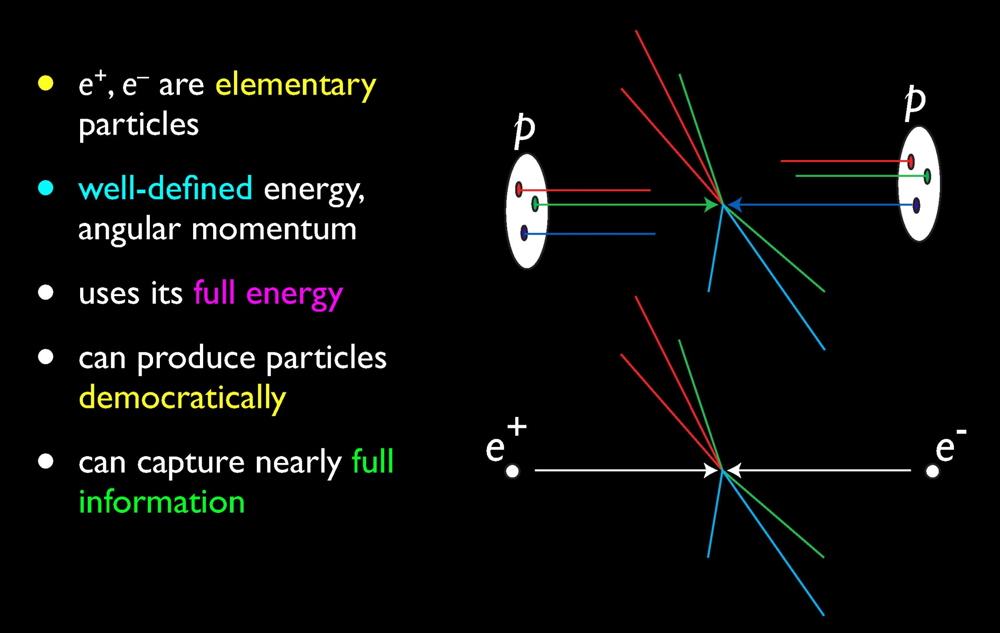 e⁺, e⁻ are elementary
particles
well-defined energy,
angular momentum
uses its full energy
can produce particles
democratically
can capture nearly full
information
p
p
e⁺
e⁻